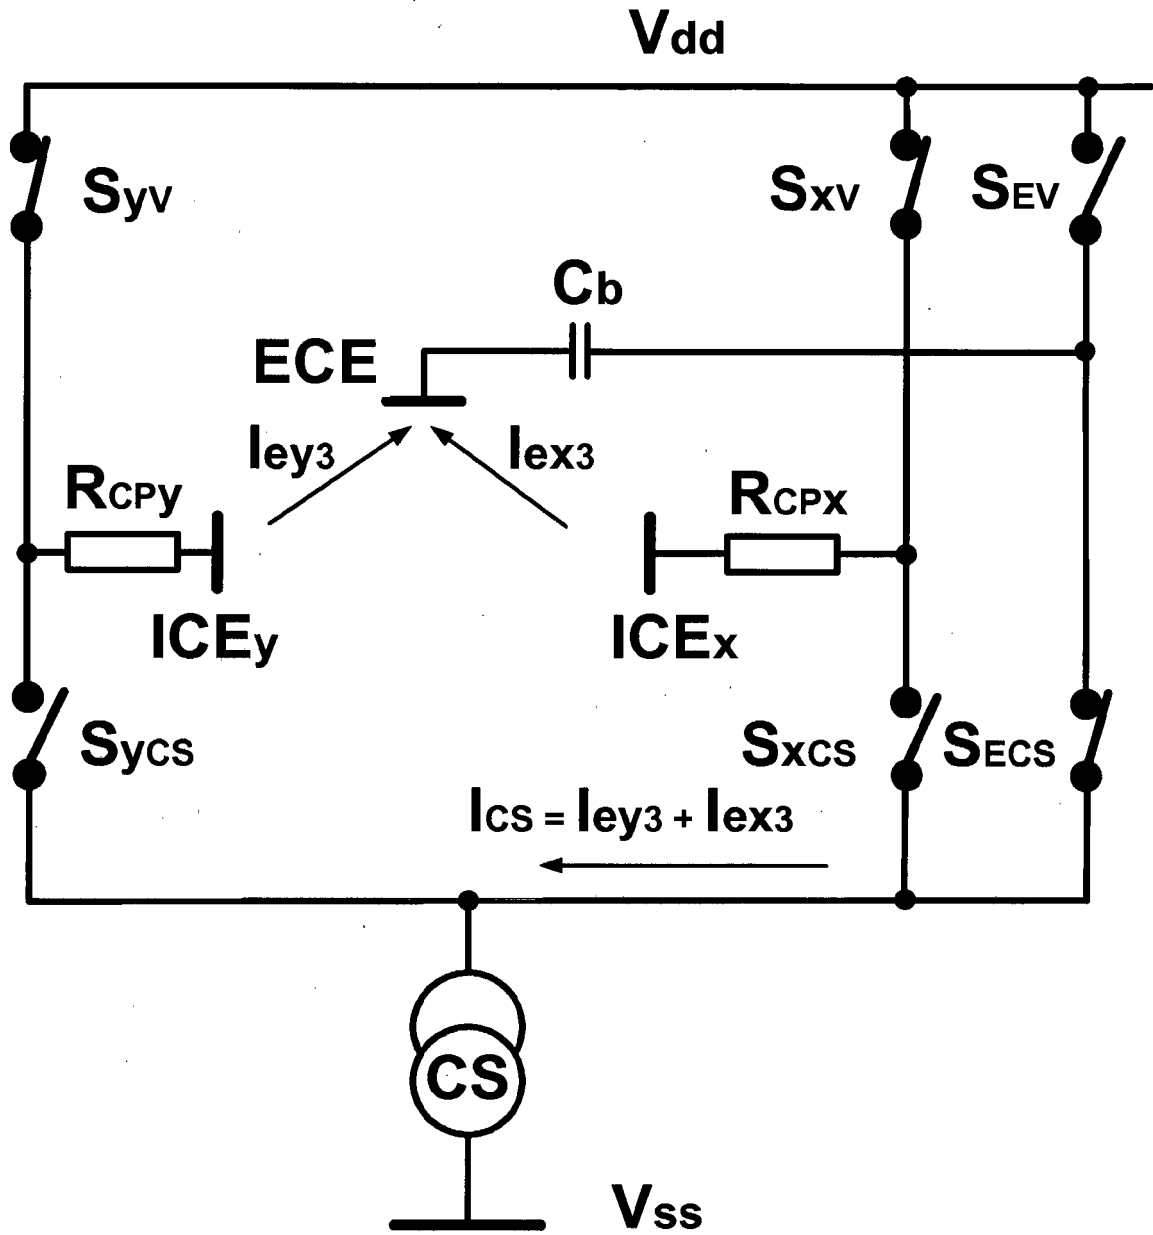 Vdd
SyV
SxV
SEV
Cb
ECE
Iey3
Iex3
RCPy
RCPx
ICEy
ICEx
SyCS
SxCS
SECS
ICS = Iey3 + Iex3
CS
Vss